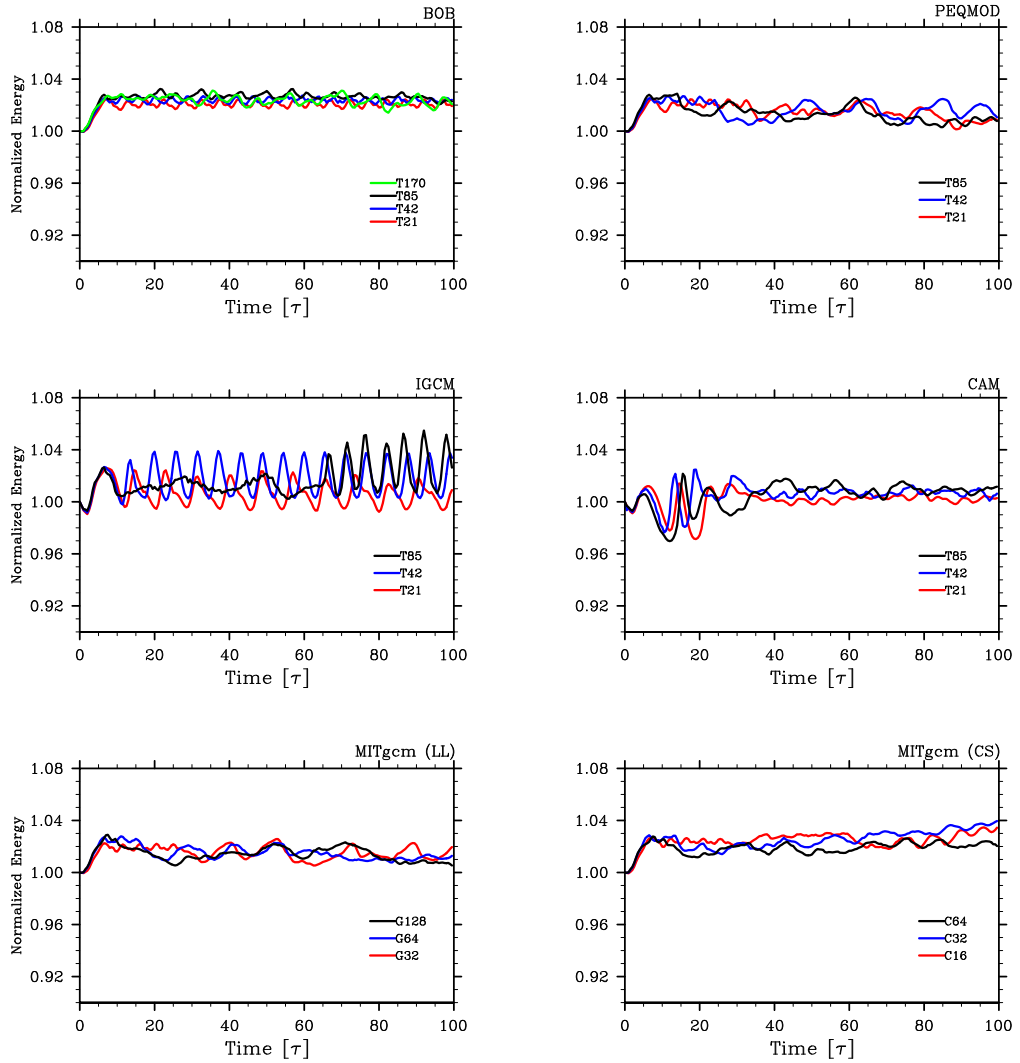 BOB
Normalized Energy
1.08
1.04
1.00
0.96
0.92
T170
T85
T42
T21
0 20 40 60 80 100
Time [τ]
PEQMOD
Normalized Energy
1.08
1.04
1.00
0.96
0.92
T85
T42
T21
0 20 40 60 80 100
Time [τ]
IGCM
Normalized Energy
1.08
1.04
1.00
0.96
0.92
T85
T42
T21
0 20 40 60 80 100
Time [τ]
CAM
Normalized Energy
1.08
1.04
1.00
0.96
0.92
T85
T42
T21
0 20 40 60 80 100
Time [τ]
MITgcm (LL)
Normalized Energy
1.08
1.04
1.00
0.96
0.92
G128
G64
G32
0 20 40 60 80 100
Time [τ]
MITgcm (CS)
Normalized Energy
1.08
1.04
1.00
0.96
0.92
C64
C32
C16
0 20 40 60 80 100
Time [τ]